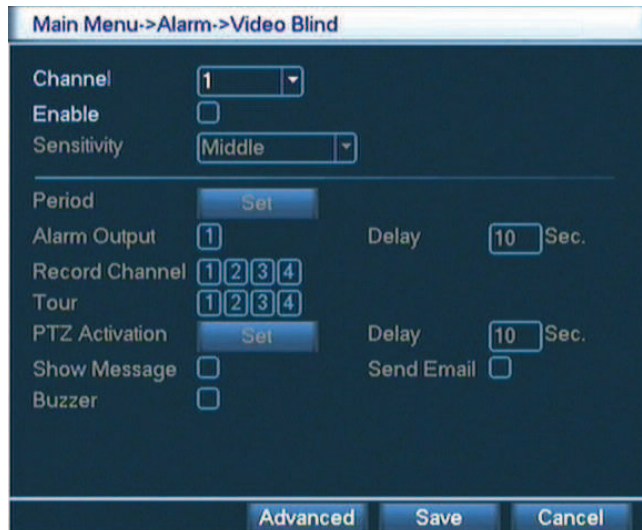 Main Menu->Alarm->Video Blind
Channel 1
Enable
Sensitivity Middle
Period Set
Alarm Output 1 Delay 10 Sec.
Record Channel 1 2 3 4
Tour 1 2 3 4
PTZ Activation Set Delay 10 Sec.
Show Message Send Email
Buzzer
Advanced Save Cancel